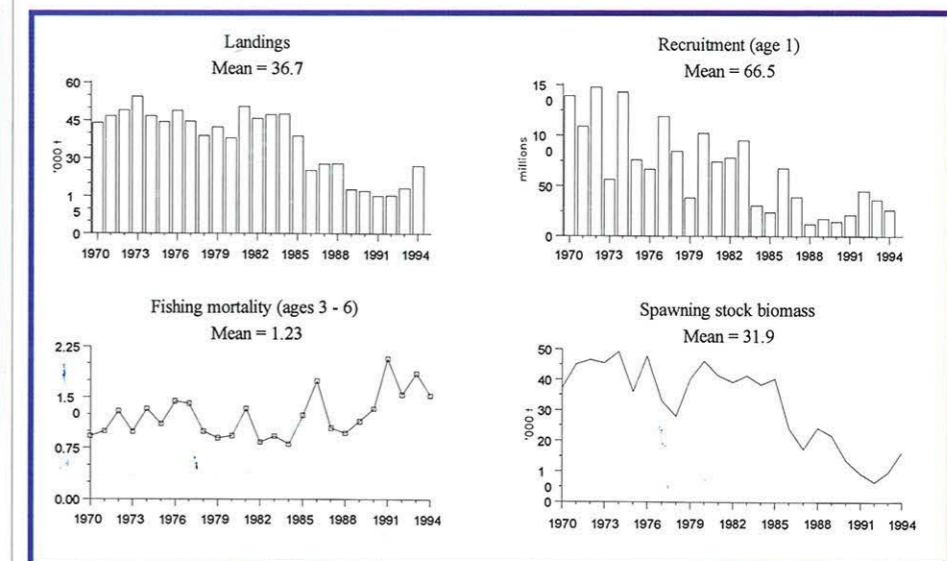 Landings
Mean = 36.7
60
45
30
1
5
0
'000 t
1970 1973 1976 1979 1982 1985 1988 1991 1994
Recruitment (age 1)
Mean = 66.5
15
0
10
0
50
0
millions
1970 1973 1976 1979 1982 1985 1988 1991 1994
Fishing mortality (ages 3 - 6)
Mean = 1.23
2.25
1.5
0
0.75
0.00
1970 1973 1976 1979 1982 1985 1988 1991 1994
Spawning stock biomass
Mean = 31.9
50
40
30
20
1
0
0
'000 t
1970 1973 1976 1979 1982 1985 1988 1991 1994